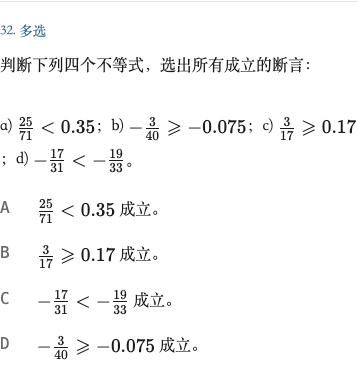 32. 多选
判断下列四个不等式，选出所有成立的断言：
a) 25/71 < 0.35；b) −3/40 ⩾ −0.075；c) 3/17 ⩾ 0.17
；d) −17/31 < −19/33。
A 25/71 < 0.35 成立。
B 3/17 ⩾ 0.17 成立。
C −17/31 < −19/33 成立。
D −3/40 ⩾ −0.075 成立。